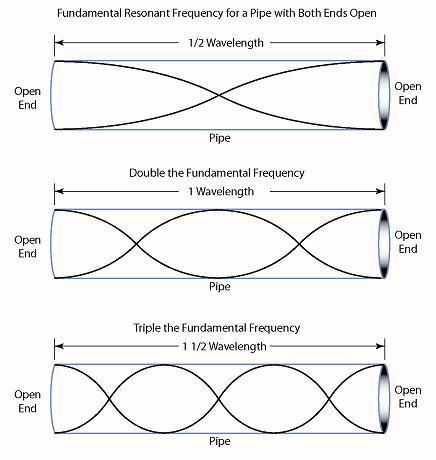 Fundamental Resonant Frequency for a Pipe with Both Ends Open
1/2 Wavelength
Open
End
Open
End
Pipe
Double the Fundamental Frequency
1 Wavelength
Open
End
Open
End
Pipe
Triple the Fundamental Frequency
1 1/2 Wavelength
Open
End
Open
End
Pipe